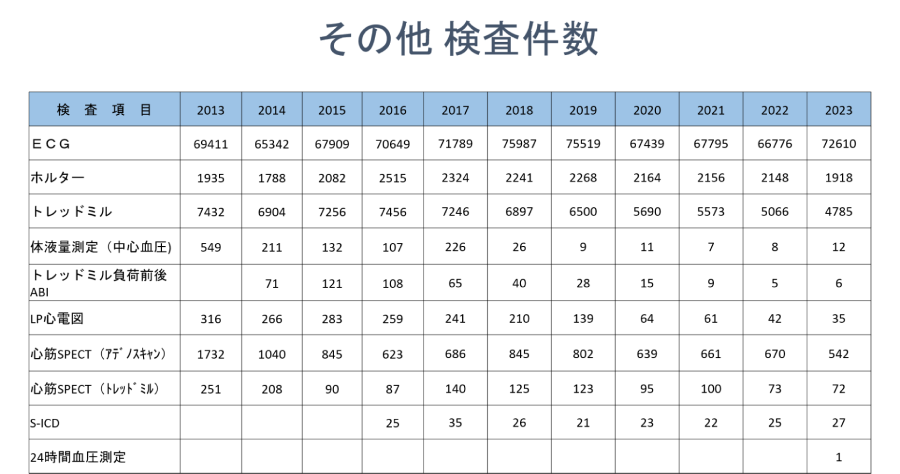 その他 検査件数
検 査 項 目 2013 2014 2015 2016 2017 2018 2019 2020 2021 2022 2023
ＥＣＧ 69411 65342 67909 70649 71789 75987 75519 67439 67795 66776 72610
ホルター 1935 1788 2082 2515 2324 2241 2268 2164 2156 2148 1918
トレッドミル 7432 6904 7256 7456 7246 6897 6500 5690 5573 5066 4785
体液量測定（中心血圧) 549 211 132 107 226 26 9 11 7 8 12
トレッドミル負荷前後
ABI 71 121 108 65 40 28 15 9 5 6
LP心電図 316 266 283 259 241 210 139 64 61 42 35
心筋SPECT（ｱﾃﾞﾉｽｷｬﾝ） 1732 1040 845 623 686 845 802 639 661 670 542
心筋SPECT（ﾄﾚｯﾄﾞﾐﾙ） 251 208 90 87 140 125 123 95 100 73 72
S-ICD 25 35 26 21 23 22 25 27
24時間血圧測定 1